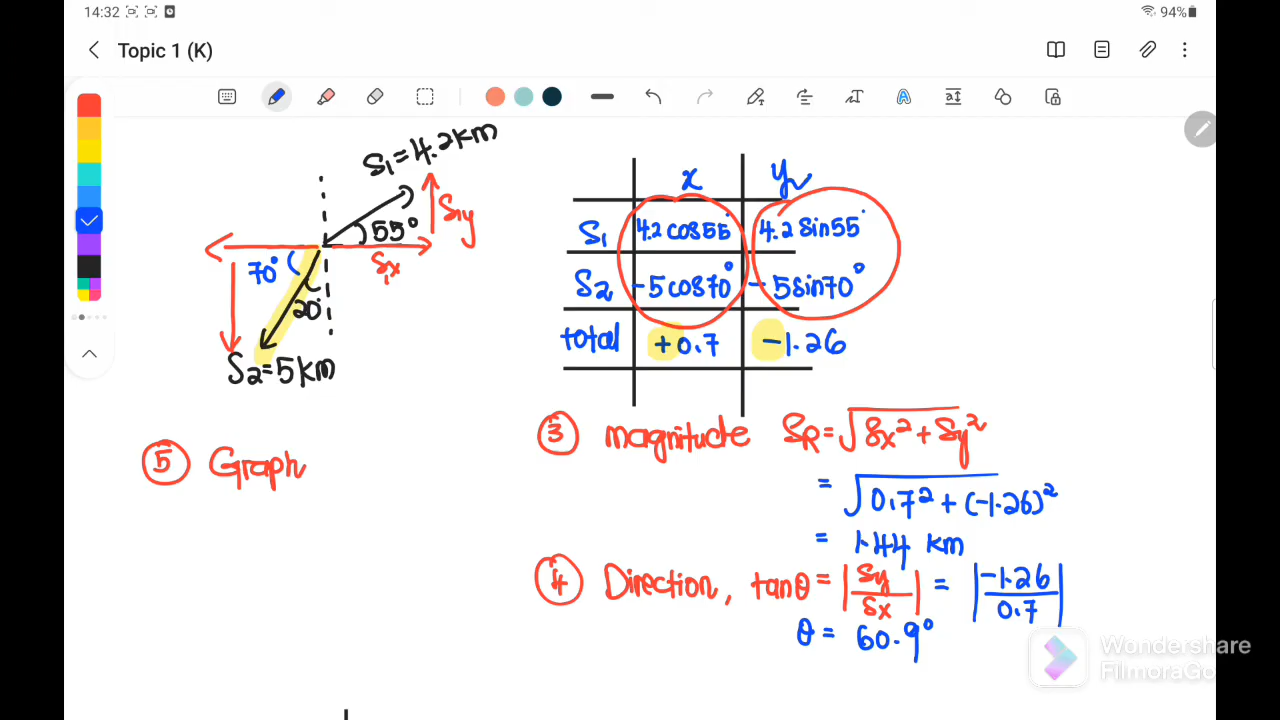 14:32
94%
Topic 1 (K)
S1 = 4.2km
55°
S1y
S1x
70°
20°
S2=5km
x y
S1 4.2cos55° 4.2sin55°
S2 -5cos70° -5sin70°
total +0.7 -1.26
③ magnitude SR = √Sx² + Sy²
= √0.7² + (-1.26)²
= 1.44 km
④ Direction, tanθ = |Sy/Sx| = |-1.26/0.7|
θ = 60.9°
⑤ Graph
Wondershare
FilmoraGo